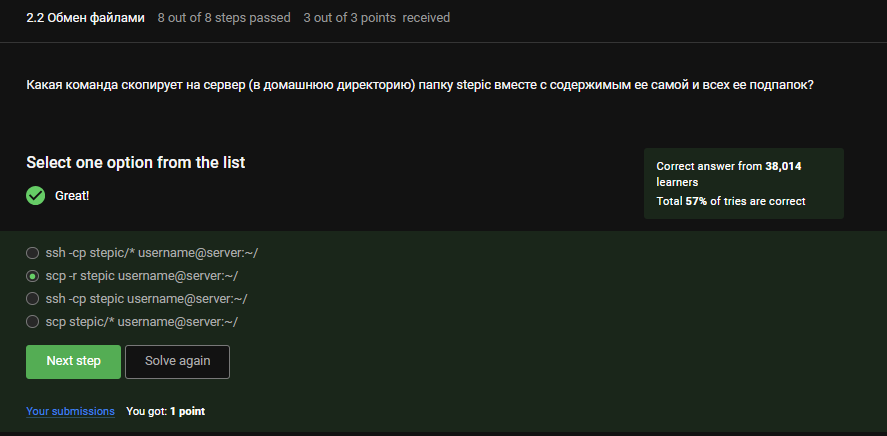 2.2 Обмен файлами 8 out of 8 steps passed 3 out of 3 points received
Какая команда скопирует на сервер (в домашнюю директорию) папку stepic вместе с содержимым ее самой и всех ее подпапок?
Select one option from the list
Great!
Correct answer from 38,014
learners
Total 57% of tries are correct
ssh -cp stepic/* username@server:~/
scp -r stepic username@server:~/
ssh -cp stepic username@server:~/
scp stepic/* username@server:~/
Next step Solve again
Your submissions You got: 1 point